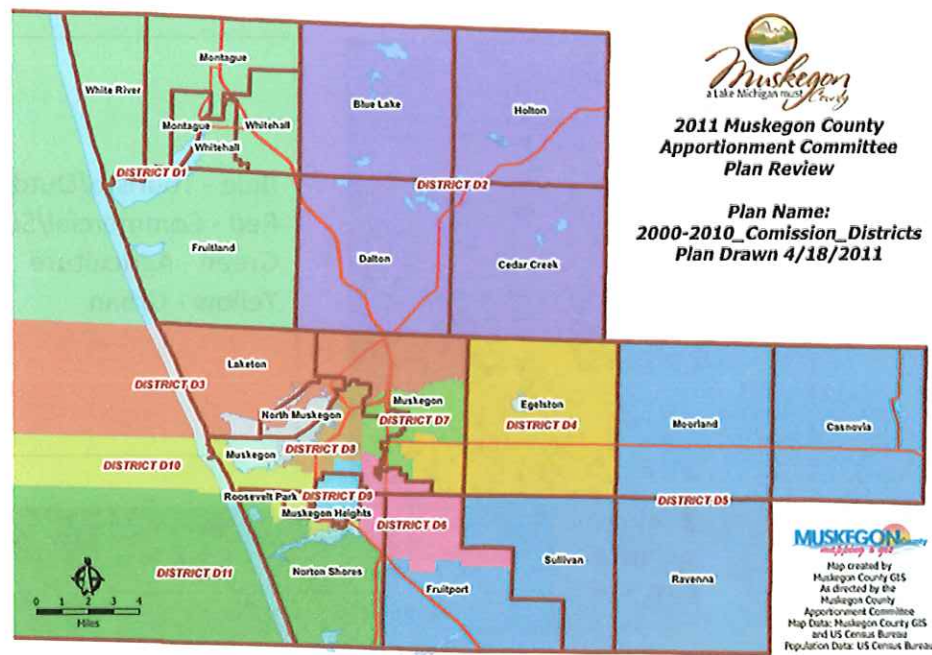 Muskegon
a Lake Michigan must
County
2011 Muskegon County
Apportionment Committee
Plan Review
Plan Name:
2000-2010_Comission_Districts
Plan Drawn 4/18/2011
Montague
White River
Blue Lake
Holton
Montague
Whitehall
Whitehall
DISTRICT D1
DISTRICT D2
Fruitland
Dalton
Cedar Creek
Laketon
DISTRICT D3
North Muskegon
Muskegon
Egelston
DISTRICT D7
DISTRICT D4
Moorland
Casnovia
Muskegon
DISTRICT D8
DISTRICT D10
Roosevelt Park
DISTRICT D9
Muskegon Heights
DISTRICT D5
DISTRICT D6
DISTRICT D11
Norton Shores
Sullivan
Ravenna
Fruitport
0 1 2 3 4
Miles
MUSKEGON County
mapping & gis
Map created by
Muskegon County GIS
As directed by the
Muskegon County
Apportionment Committee
Map Data: Muskegon County GIS
and US Census Bureau
Population Data: US Census Bureau